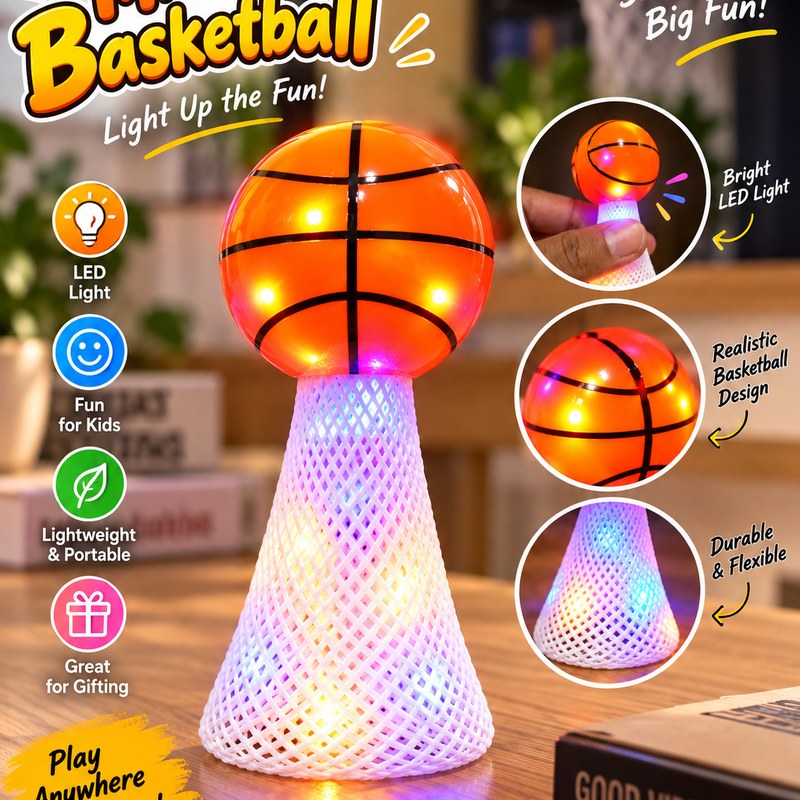 Basketball
Light Up the Fun!
Big Fun!
LED
Light
Fun
for Kids
Lightweight
& Portable
Great
for Gifting
Play
Anywhere
Bright
LED Light
Realistic
Basketball
Design
Durable
& Flexible
GOOD